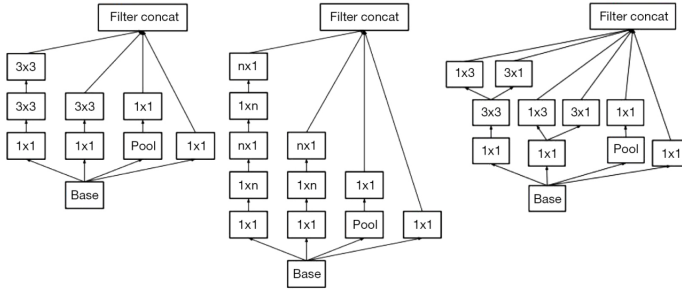 Filter concat
3x3
3x3 3x3 1x1
1x1 1x1 Pool 1x1
Base
Filter concat
nx1
1xn
nx1 nx1
1xn 1xn 1x1
1x1 1x1 Pool 1x1
Base
Filter concat
1x3 3x1
3x3 1x3 3x1 1x1
1x1 1x1 Pool 1x1
Base